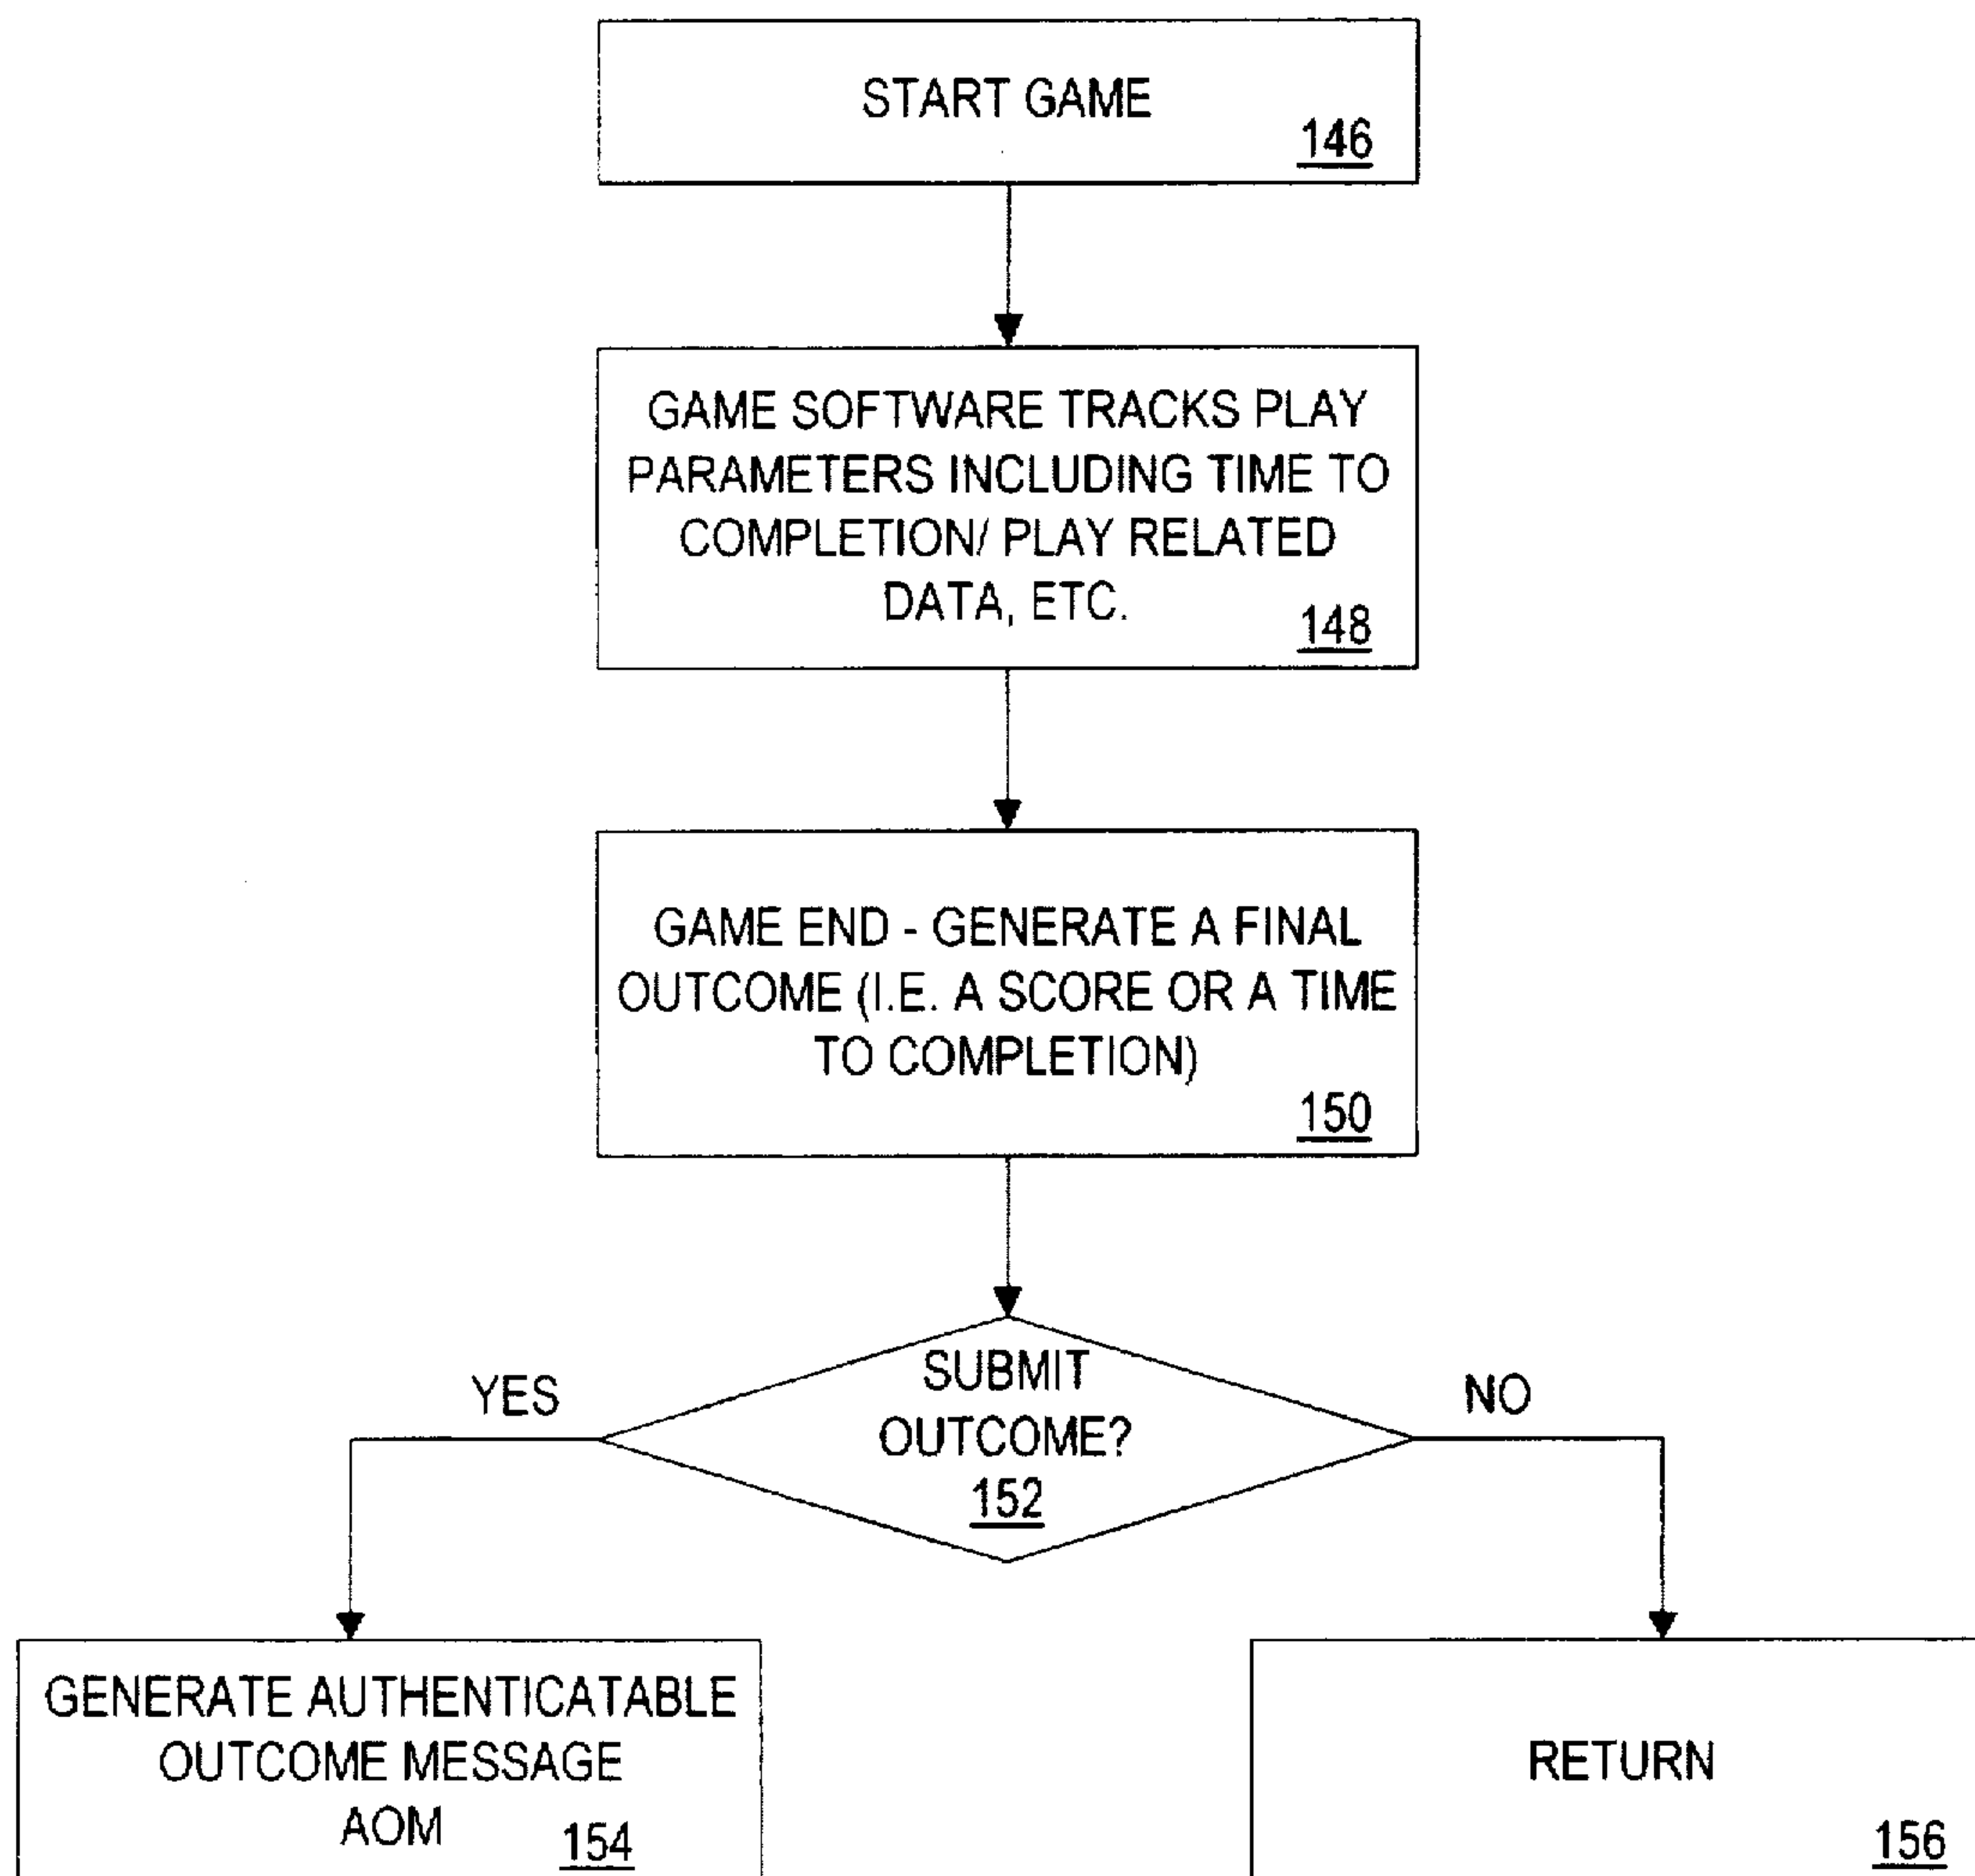 START GAME
146
GAME SOFTWARE TRACKS PLAY
PARAMETERS INCLUDING TIME TO
COMPLETION/ PLAY RELATED
DATA, ETC.
148
GAME END - GENERATE A FINAL
OUTCOME (I.E. A SCORE OR A TIME
TO COMPLETION)
150
SUBMIT
OUTCOME?
152
YES
NO
GENERATE AUTHENTICATABLE
OUTCOME MESSAGE
AOM
154
RETURN
156